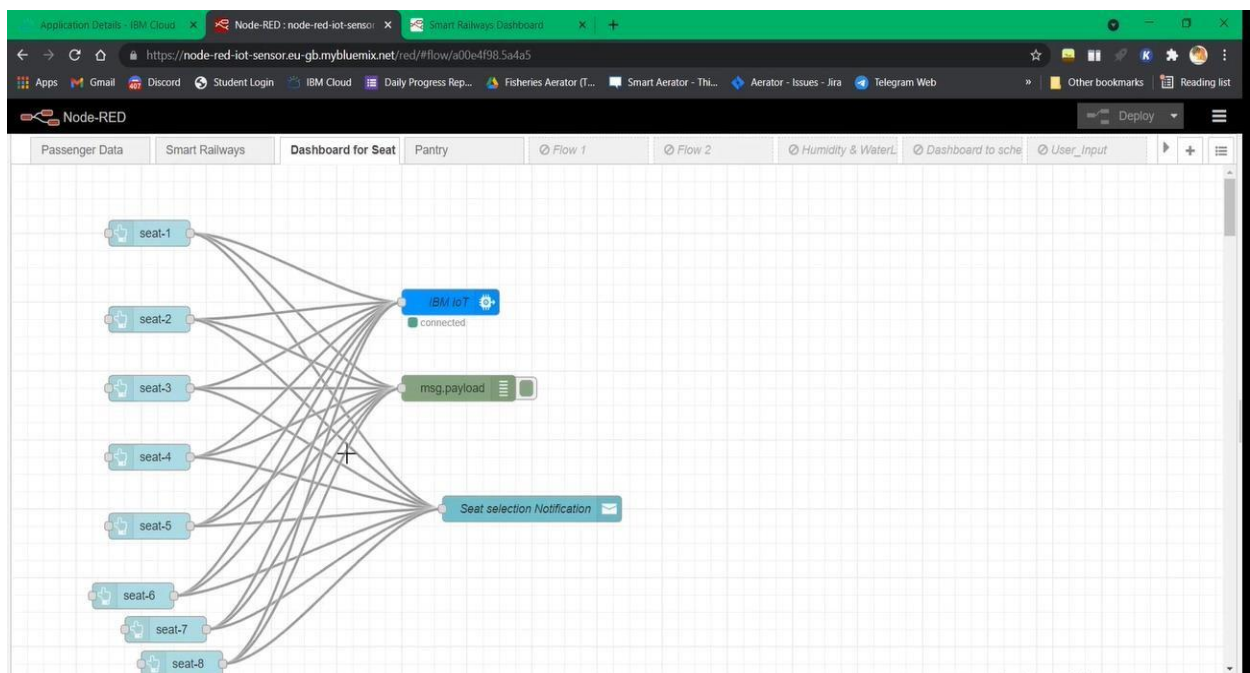 Application Details - IBM Cloud
Node-RED : node-red-iot-sensor
Smart Railways Dashboard
https://node-red-iot-sensor.eu-gb.mybluemix.net/red/#flow/a00e4f98.5a4a5
Apps Gmail Discord Student Login IBM Cloud Daily Progress Rep... Fisheries Aerator (T... Smart Aerator - Thi... Aerator - Issues - Jira Telegram Web » Other bookmarks Reading list
Node-RED
Deploy
Passenger Data Smart Railways Dashboard for Seat Pantry Flow 1 Flow 2 Humidity & WaterL Dashboard to sche User_Input
seat-1
IBM IoT
seat-2
connected
seat-3
msg.payload
seat-4
Seat selection Notification
seat-5
seat-6
seat-7
seat-8